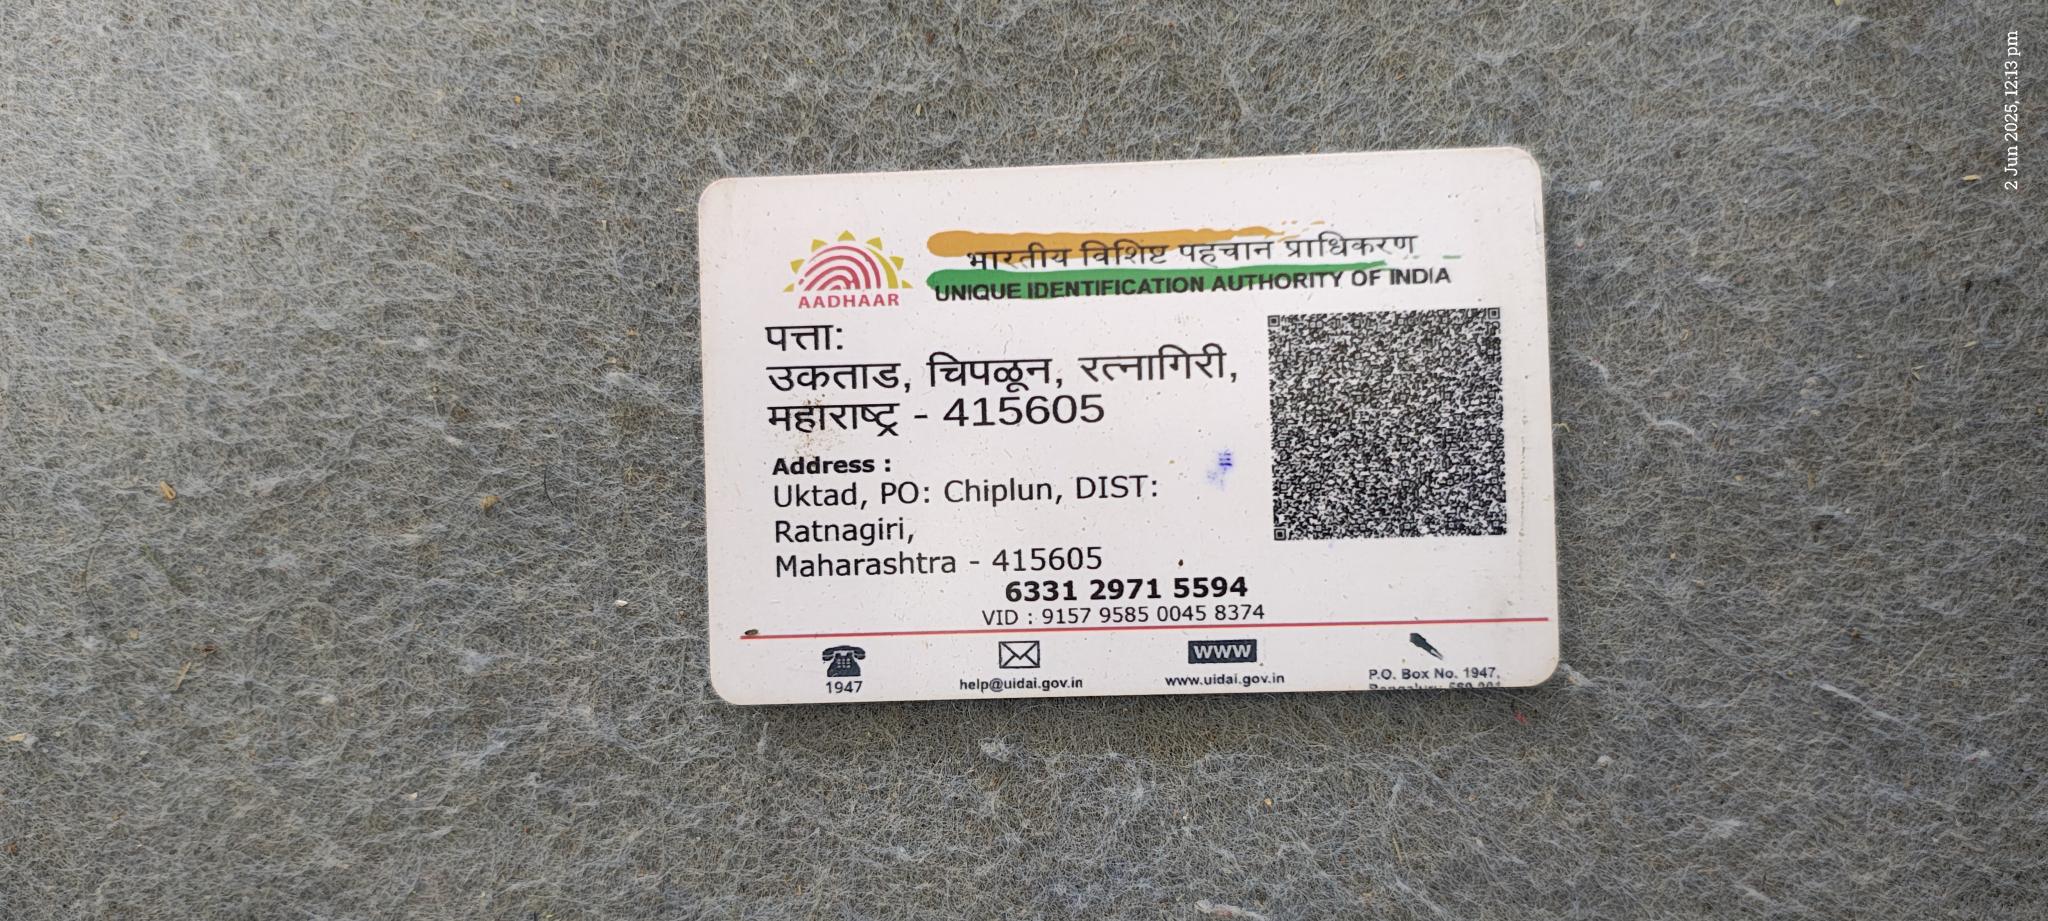 भारतीय विशिष्ट पहचान प्राधिकरण
UNIQUE IDENTIFICATION AUTHORITY OF INDIA
AADHAAR
पत्ता:
उकताड, चिपळून, रत्नागिरी,
महाराष्ट्र - 415605
Address :
Uktad, PO: Chiplun, DIST:
Ratnagiri,
Maharashtra - 415605
6331 2971 5594
VID : 9157 9585 0045 8374
WWW
1947
help@uidai.gov.in
www.uidai.gov.in
P.O. Box No. 1947,
2 Jun 2025, 12:13 pm